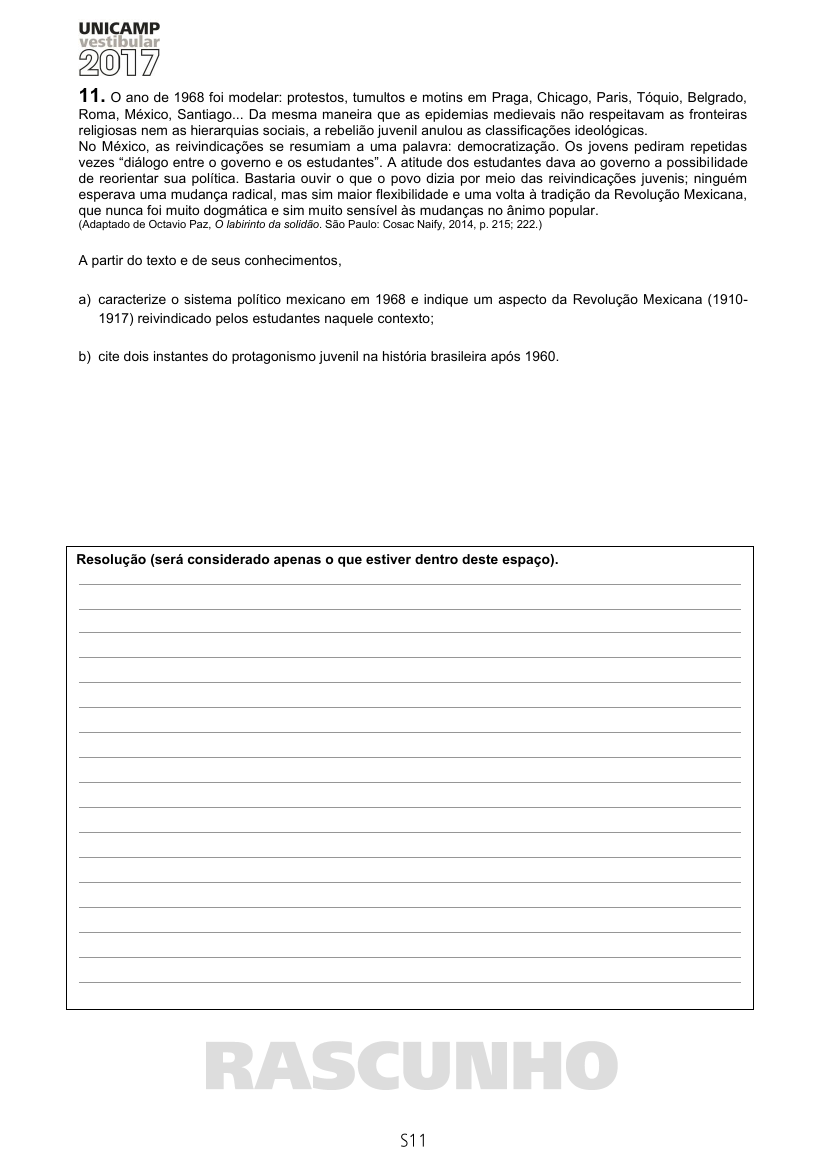 UNICAMP
vestibular
2017
11. O ano de 1968 foi modelar: protestos, tumultos e motins em Praga, Chicago, Paris, Tóquio, Belgrado,
Roma, México, Santiago... Da mesma maneira que as epidemias medievais não respeitavam as fronteiras
religiosas nem as hierarquias sociais, a rebelião juvenil anulou as classificações ideológicas.
No México, as reivindicações se resumiam a uma palavra: democratização. Os jovens pediram repetidas
vezes “diálogo entre o governo e os estudantes”. A atitude dos estudantes dava ao governo a possibilidade
de reorientar sua política. Bastaria ouvir o que o povo dizia por meio das reivindicações juvenis; ninguém
esperava uma mudança radical, mas sim maior flexibilidade e uma volta à tradição da Revolução Mexicana,
que nunca foi muito dogmática e sim muito sensível às mudanças no ânimo popular.
(Adaptado de Octavio Paz, O labirinto da solidão. São Paulo: Cosac Naify, 2014, p. 215; 222.)
A partir do texto e de seus conhecimentos,
a) caracterize o sistema político mexicano em 1968 e indique um aspecto da Revolução Mexicana (1910-
1917) reivindicado pelos estudantes naquele contexto;
b) cite dois instantes do protagonismo juvenil na história brasileira após 1960.
Resolução (será considerado apenas o que estiver dentro deste espaço).
RASCUNHO
S11